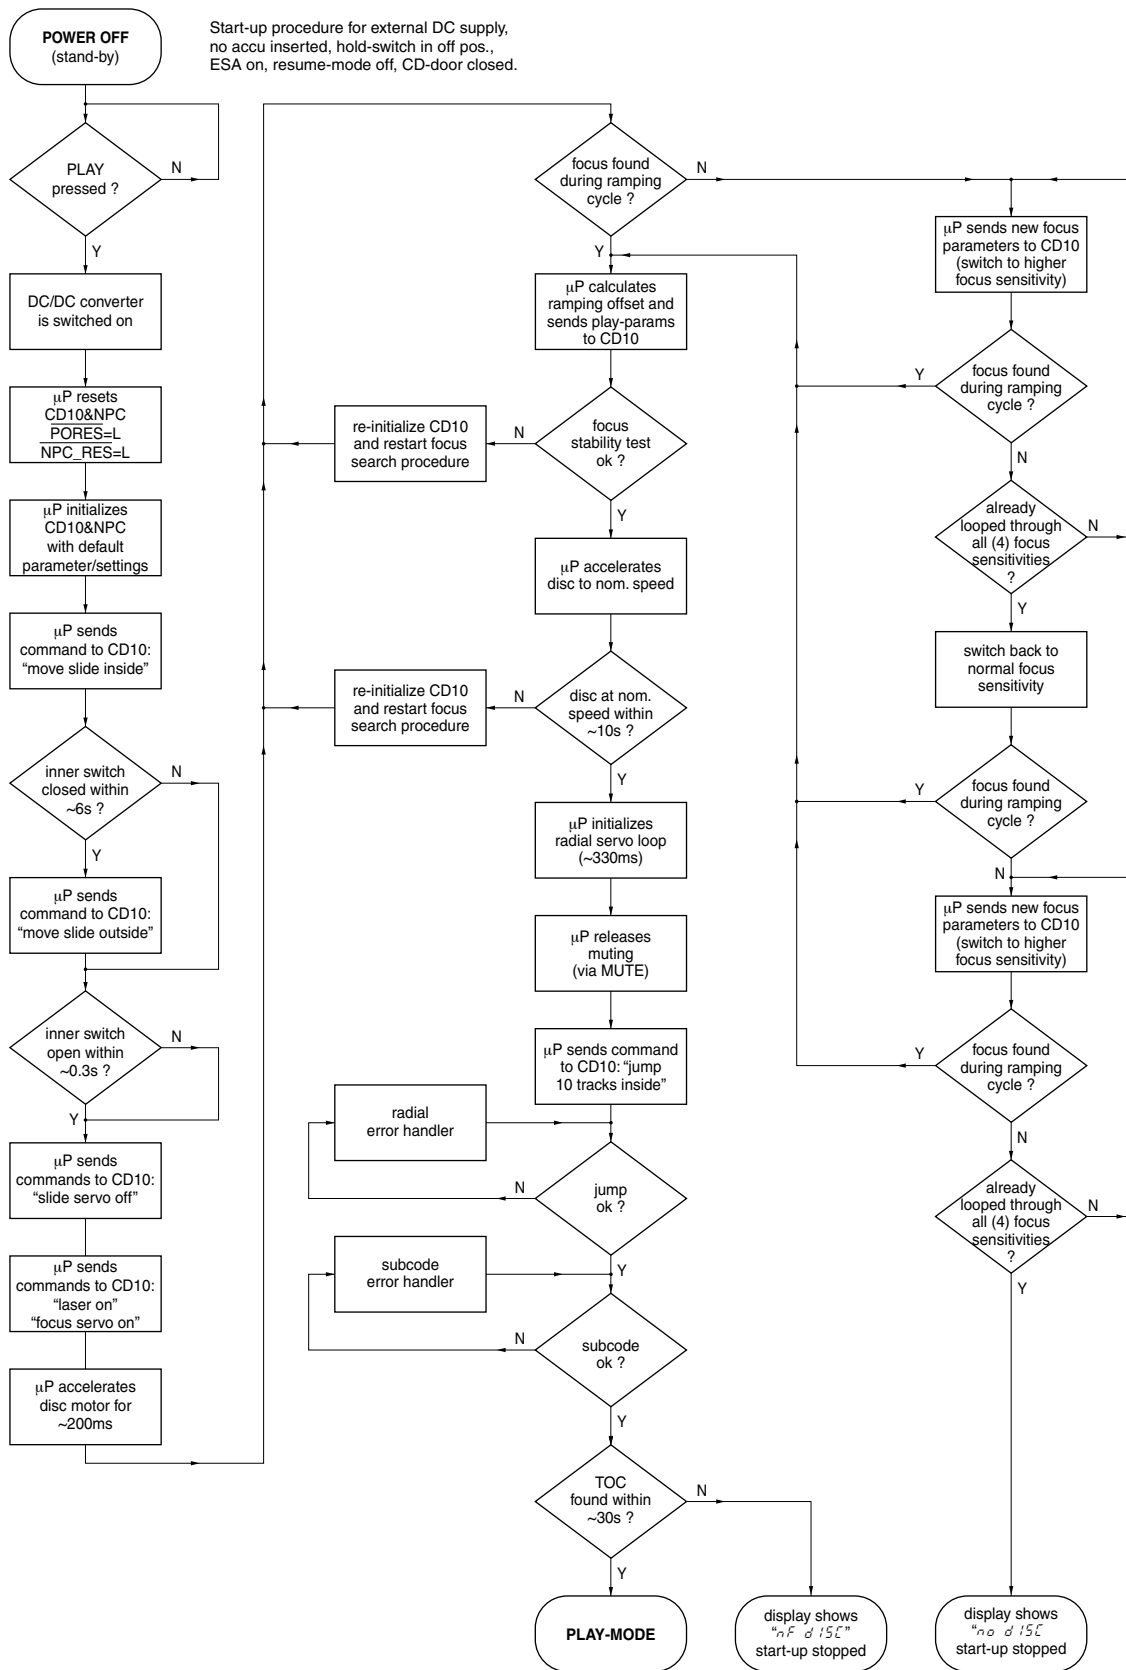 POWER OFF
(stand-by)
Start-up procedure for external DC supply,
no accu inserted, hold-switch in off pos.,
ESA on, resume-mode off, CD-door closed.
PLAY
pressed ?
N
Y
DC/DC converter
is switched on
µP resets
CD10&NPC
PORES=L
NPC_RES=L
µP initializes
CD10&NPC
with default
parameter/settings
µP sends
command to CD10:
“move slide inside”
inner switch
closed within
~6s ?
N
Y
µP sends
command to CD10:
“move slide outside”
inner switch
open within
~0.3s ?
N
Y
µP sends
commands to CD10:
“slide servo off”
µP sends
commands to CD10:
“laser on”
“focus servo on”
µP accelerates
disc motor for
~200ms
focus found
during ramping
cycle ?
N
Y
µP calculates
ramping offset and
sends play-params
to CD10
focus
stability test
ok ?
N
re-initialize CD10
and restart focus
search procedure
Y
µP accelerates
disc to nom. speed
disc at nom.
speed within
~10s ?
N
re-initialize CD10
and restart focus
search procedure
Y
µP initializes
radial servo loop
(~330ms)
µP releases
muting
(via MUTE)
µP sends command
to CD10: “jump
10 tracks inside”
radial
error handler
jump
ok ?
N
Y
subcode
error handler
subcode
ok ?
N
Y
TOC
found within
~30s ?
N
Y
PLAY-MODE
display shows
“nF dISC”
start-up stopped
µP sends new focus
parameters to CD10
(switch to higher
focus sensitivity)
focus found
during ramping
cycle ?
Y
N
already
looped through
all (4) focus
sensitivities
?
N
Y
switch back to
normal focus
sensitivity
focus found
during ramping
cycle ?
Y
N
µP sends new focus
parameters to CD10
(switch to higher
focus sensitivity)
focus found
during ramping
cycle ?
Y
N
already
looped through
all (4) focus
sensitivities
?
N
Y
display shows
“no dISC
start-up stopped